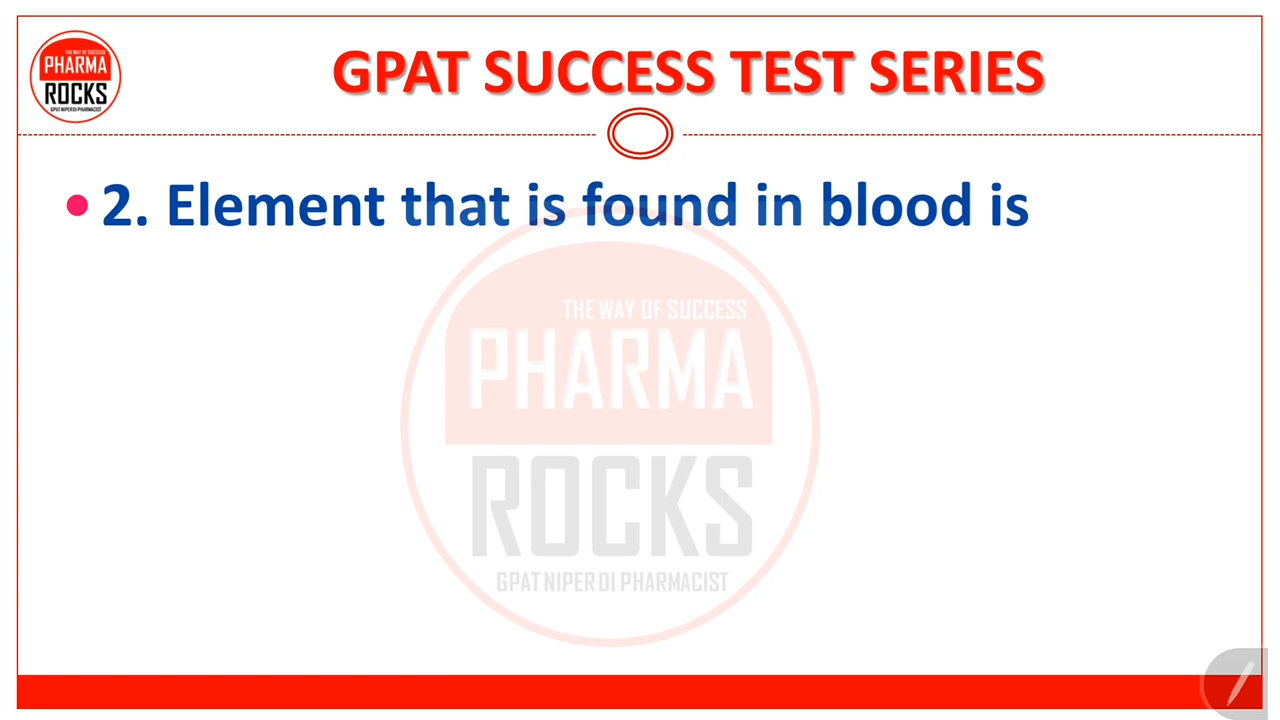 THE WAY OF SUCCESS
PHARMA
ROCKS
GPAT NIPER DI PHARMACIST
GPAT SUCCESS TEST SERIES
2. Element that is found in blood is
THE WAY OF SUCCESS
PHARMA
ROCKS
GPAT NIPER DI PHARMACIST